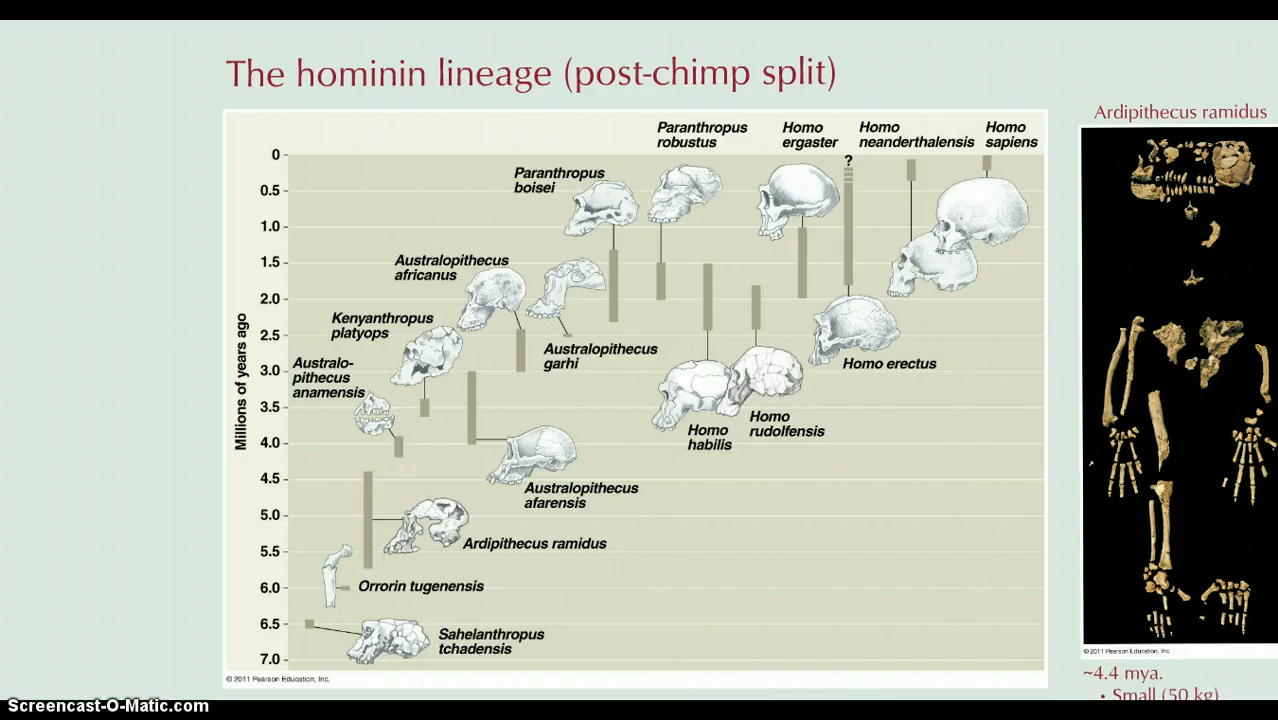 The hominin lineage (post-chimp split)
Ardipithecus ramidus
Paranthropus
robustus
Homo
ergaster
Homo
neanderthalensis
Homo
sapiens
0
?
Paranthropus
boisei
0.5
1.0
Australopithecus
africanus
1.5
2.0
Kenyanthropus
platyops
2.5
Australopithecus
garhi
Homo erectus
Australo-
pithecus
anamensis
3.0
3.5
Homo
habilis
Homo
rudolfensis
4.0
4.5
Australopithecus
afarensis
5.0
Ardipithecus ramidus
5.5
6.0
Orrorin tugenensis
6.5
Sahelanthropus
tchadensis
7.0
Millions of years ago
© 2011 Pearson Education, Inc.
© 2011 Pearson Education, Inc
~4.4 mya.
• Small (50 kg)
Screencast-O-Matic.com